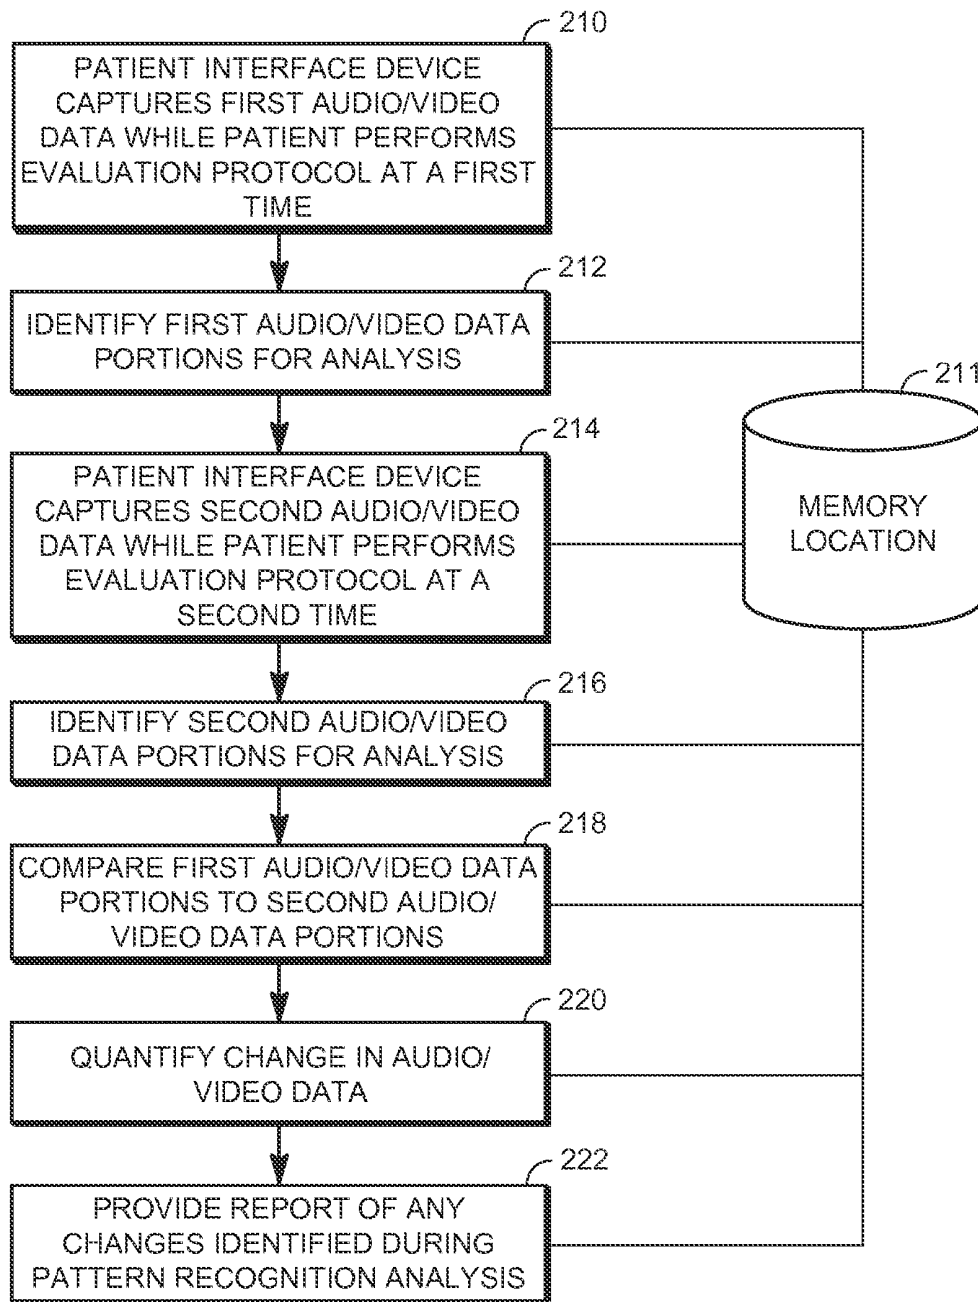 210
PATIENT INTERFACE DEVICE
CAPTURES FIRST AUDIO/VIDEO
DATA WHILE PATIENT PERFORMS
EVALUATION PROTOCOL AT A FIRST
TIME
212
IDENTIFY FIRST AUDIO/VIDEO DATA
PORTIONS FOR ANALYSIS
211
MEMORY
LOCATION
214
PATIENT INTERFACE DEVICE
CAPTURES SECOND AUDIO/VIDEO
DATA WHILE PATIENT PERFORMS
EVALUATION PROTOCOL AT A
SECOND TIME
216
IDENTIFY SECOND AUDIO/VIDEO
DATA PORTIONS FOR ANALYSIS
218
COMPARE FIRST AUDIO/VIDEO DATA
PORTIONS TO SECOND AUDIO/
VIDEO DATA PORTIONS
220
QUANTIFY CHANGE IN AUDIO/
VIDEO DATA
222
PROVIDE REPORT OF ANY
CHANGES IDENTIFIED DURING
PATTERN RECOGNITION ANALYSIS